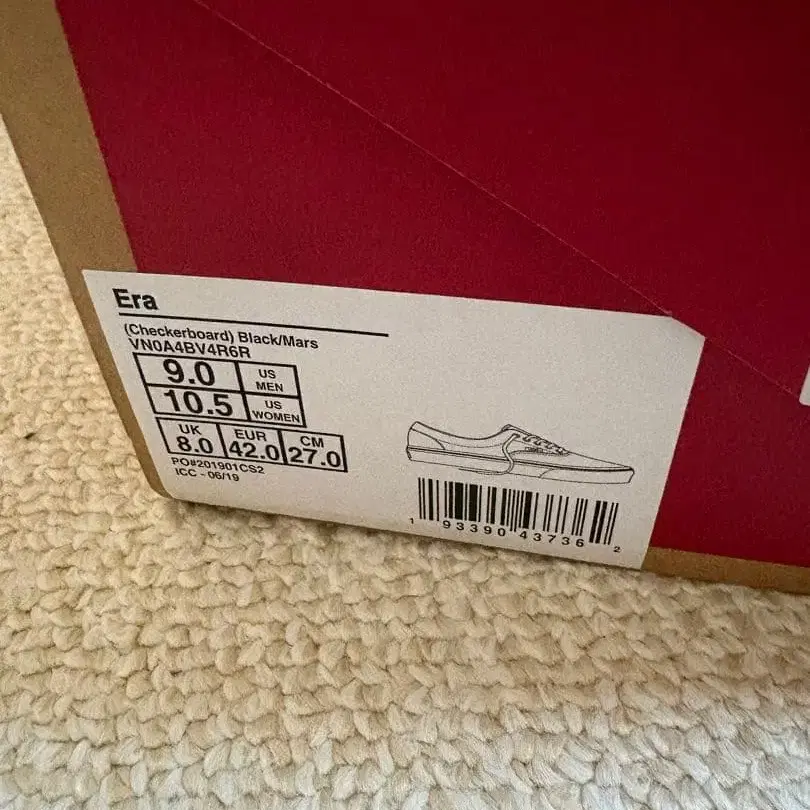 Era
(Checkerboard) Black/Mars
VN0A4BV4R6R
9.0 US MEN
10.5 US WOMEN
UK 8.0 EUR 42.0 CM 27.0
PO#201901CS2
ICC - 06/19
1 93390 43736 2